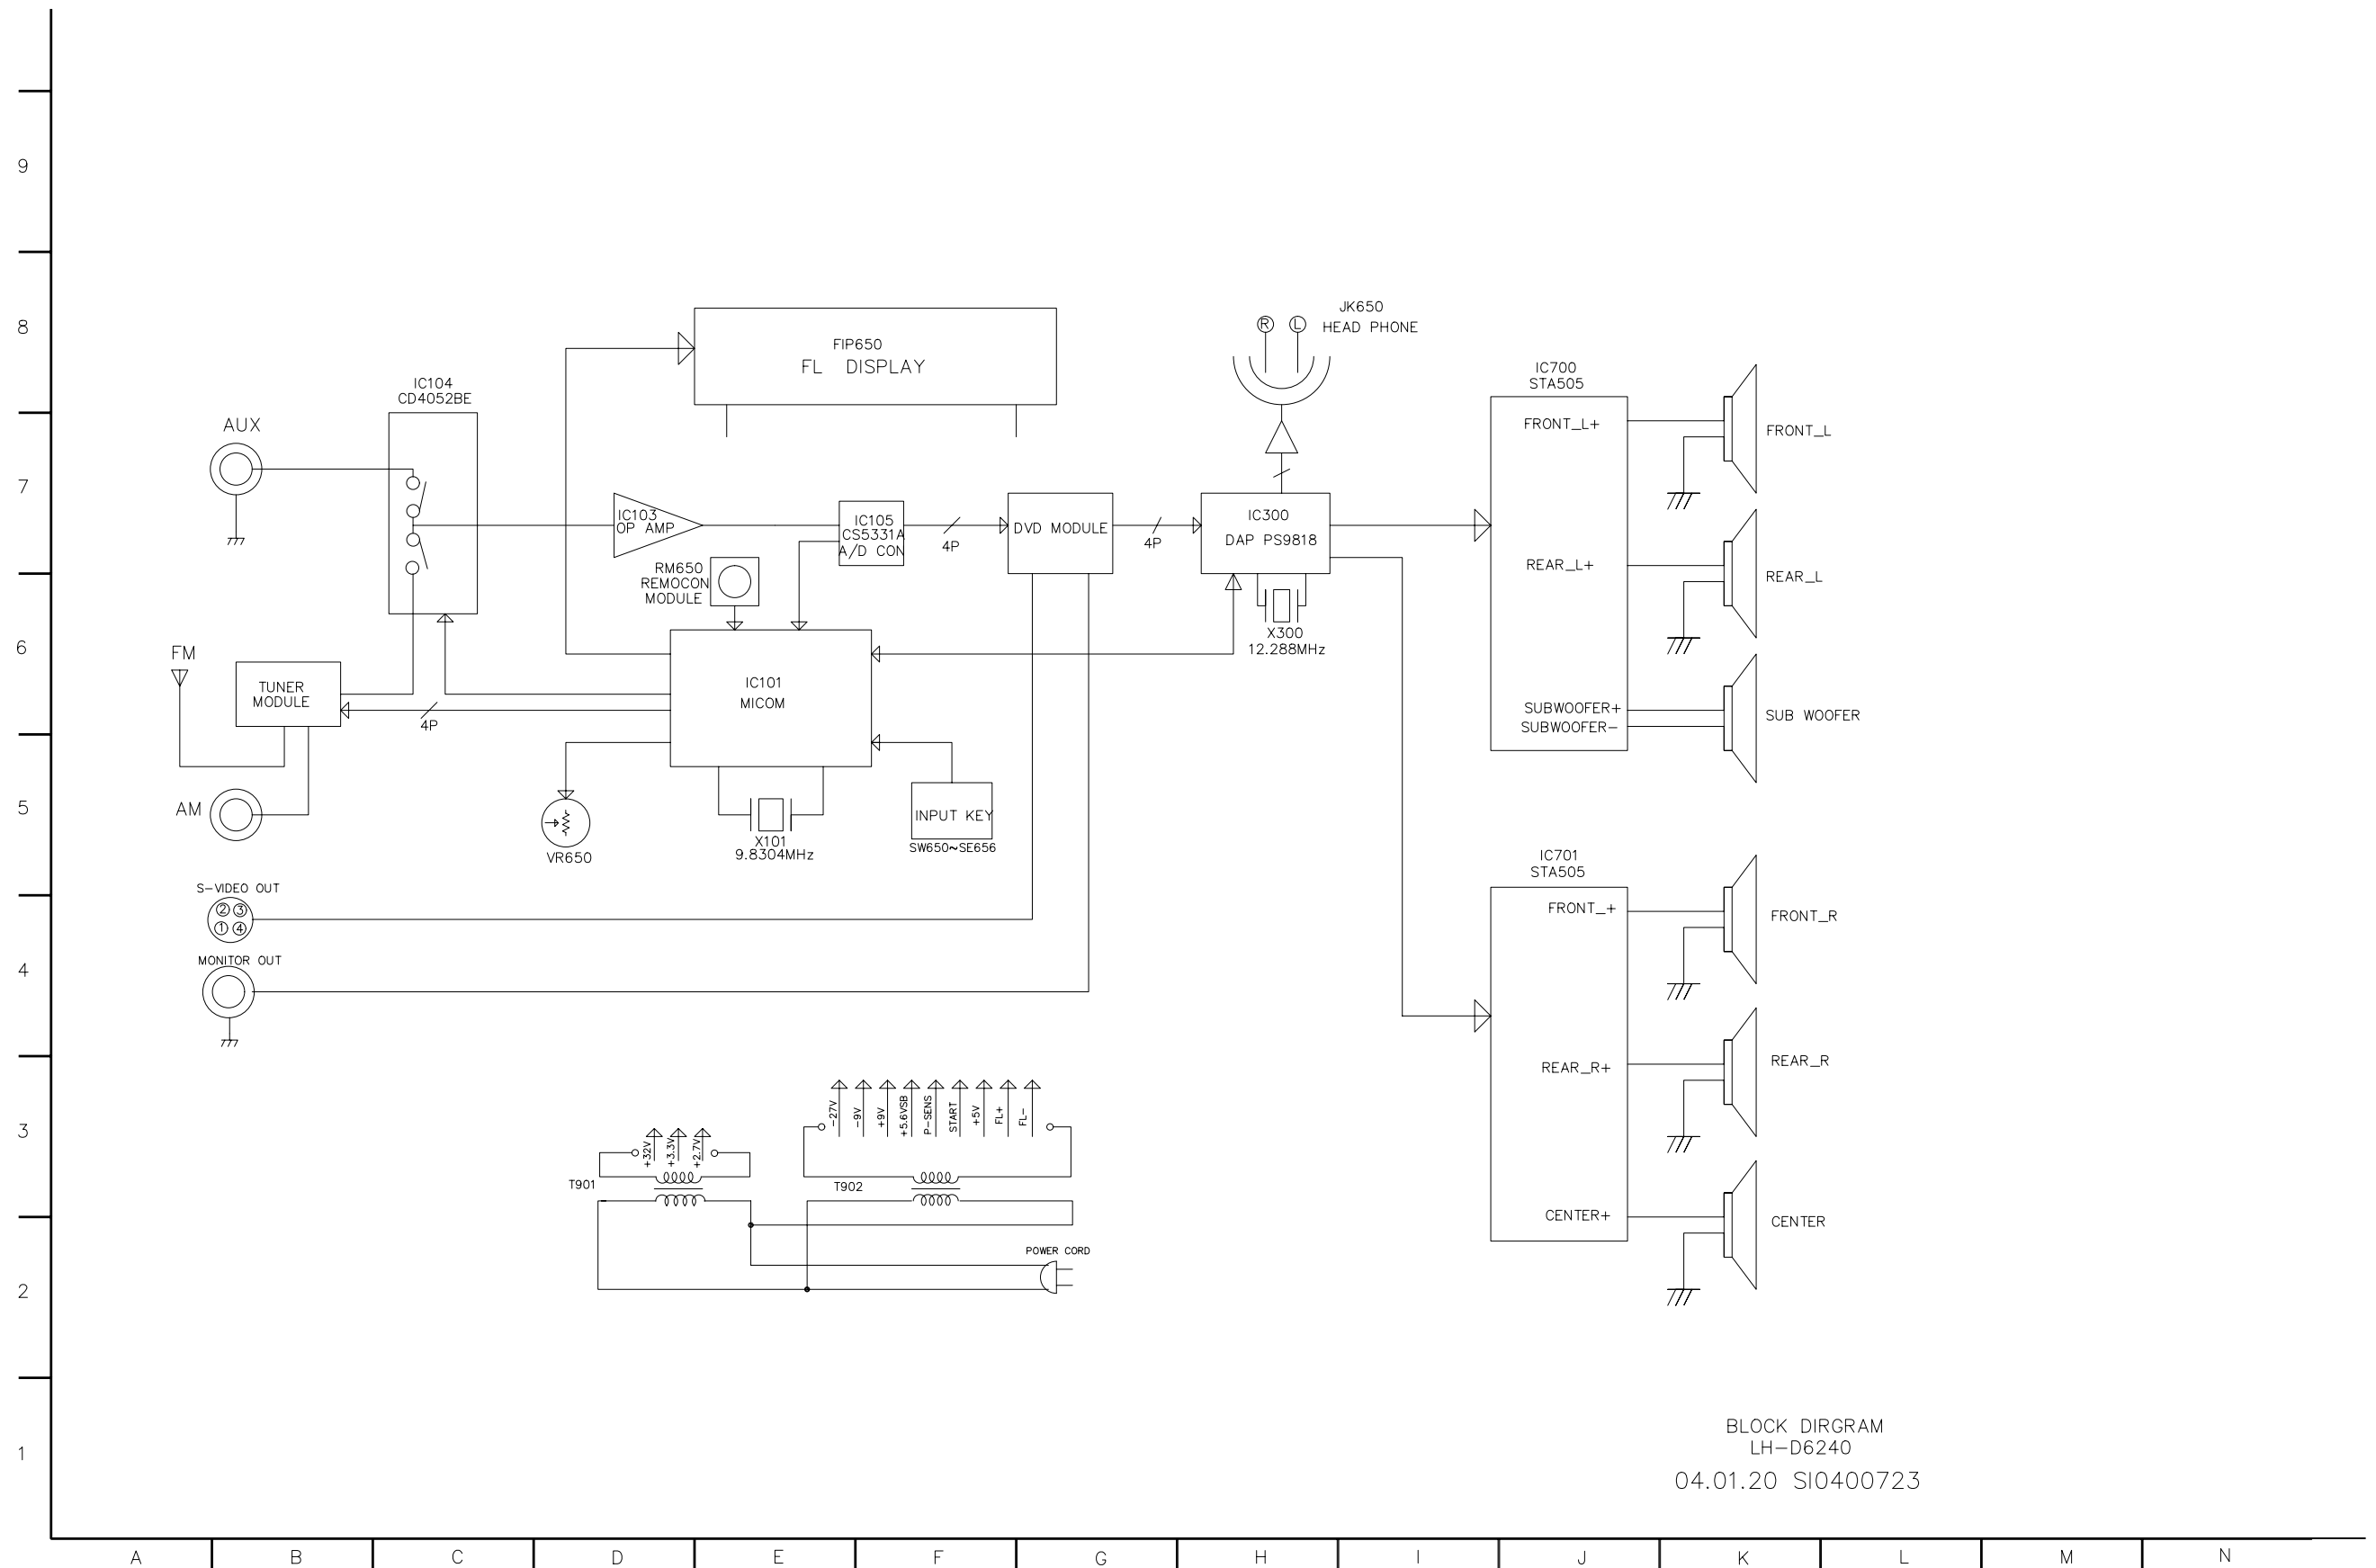 9
8
7
6
5
4
3
2
1
A
B
C
D
E
F
G
H
I
J
K
L
M
N
JK650
HEAD PHONE
R
L
FIP650
FL DISPLAY
IC104
CD4052BE
AUX
IC103
OP AMP
IC105
CS5331A
A/D CON
4P
DVD MODULE
4P
IC300
DAP PS9818
X300
12.288MHz
RM650
REMOCON
MODULE
FM
TUNER
MODULE
4P
IC101
MICOM
AM
VR650
X101
9.8304MHz
INPUT KEY
SW650~SE656
S-VIDEO OUT
2 3
1 4
MONITOR OUT
IC700
STA505
FRONT_L+
FRONT_L
REAR_L+
REAR_L
SUBWOOFER+
SUBWOOFER-
SUB WOOFER
IC701
STA505
FRONT_+
FRONT_R
REAR_R+
REAR_R
CENTER+
CENTER
T901
+32V
+3.3V
+2.7V
T902
-27V
-9V
+9V
+5.6VSB
P-SENS
START
+5V
FL+
FL-
POWER CORD
BLOCK DIRGRAM
LH-D6240
04.01.20 SI0400723